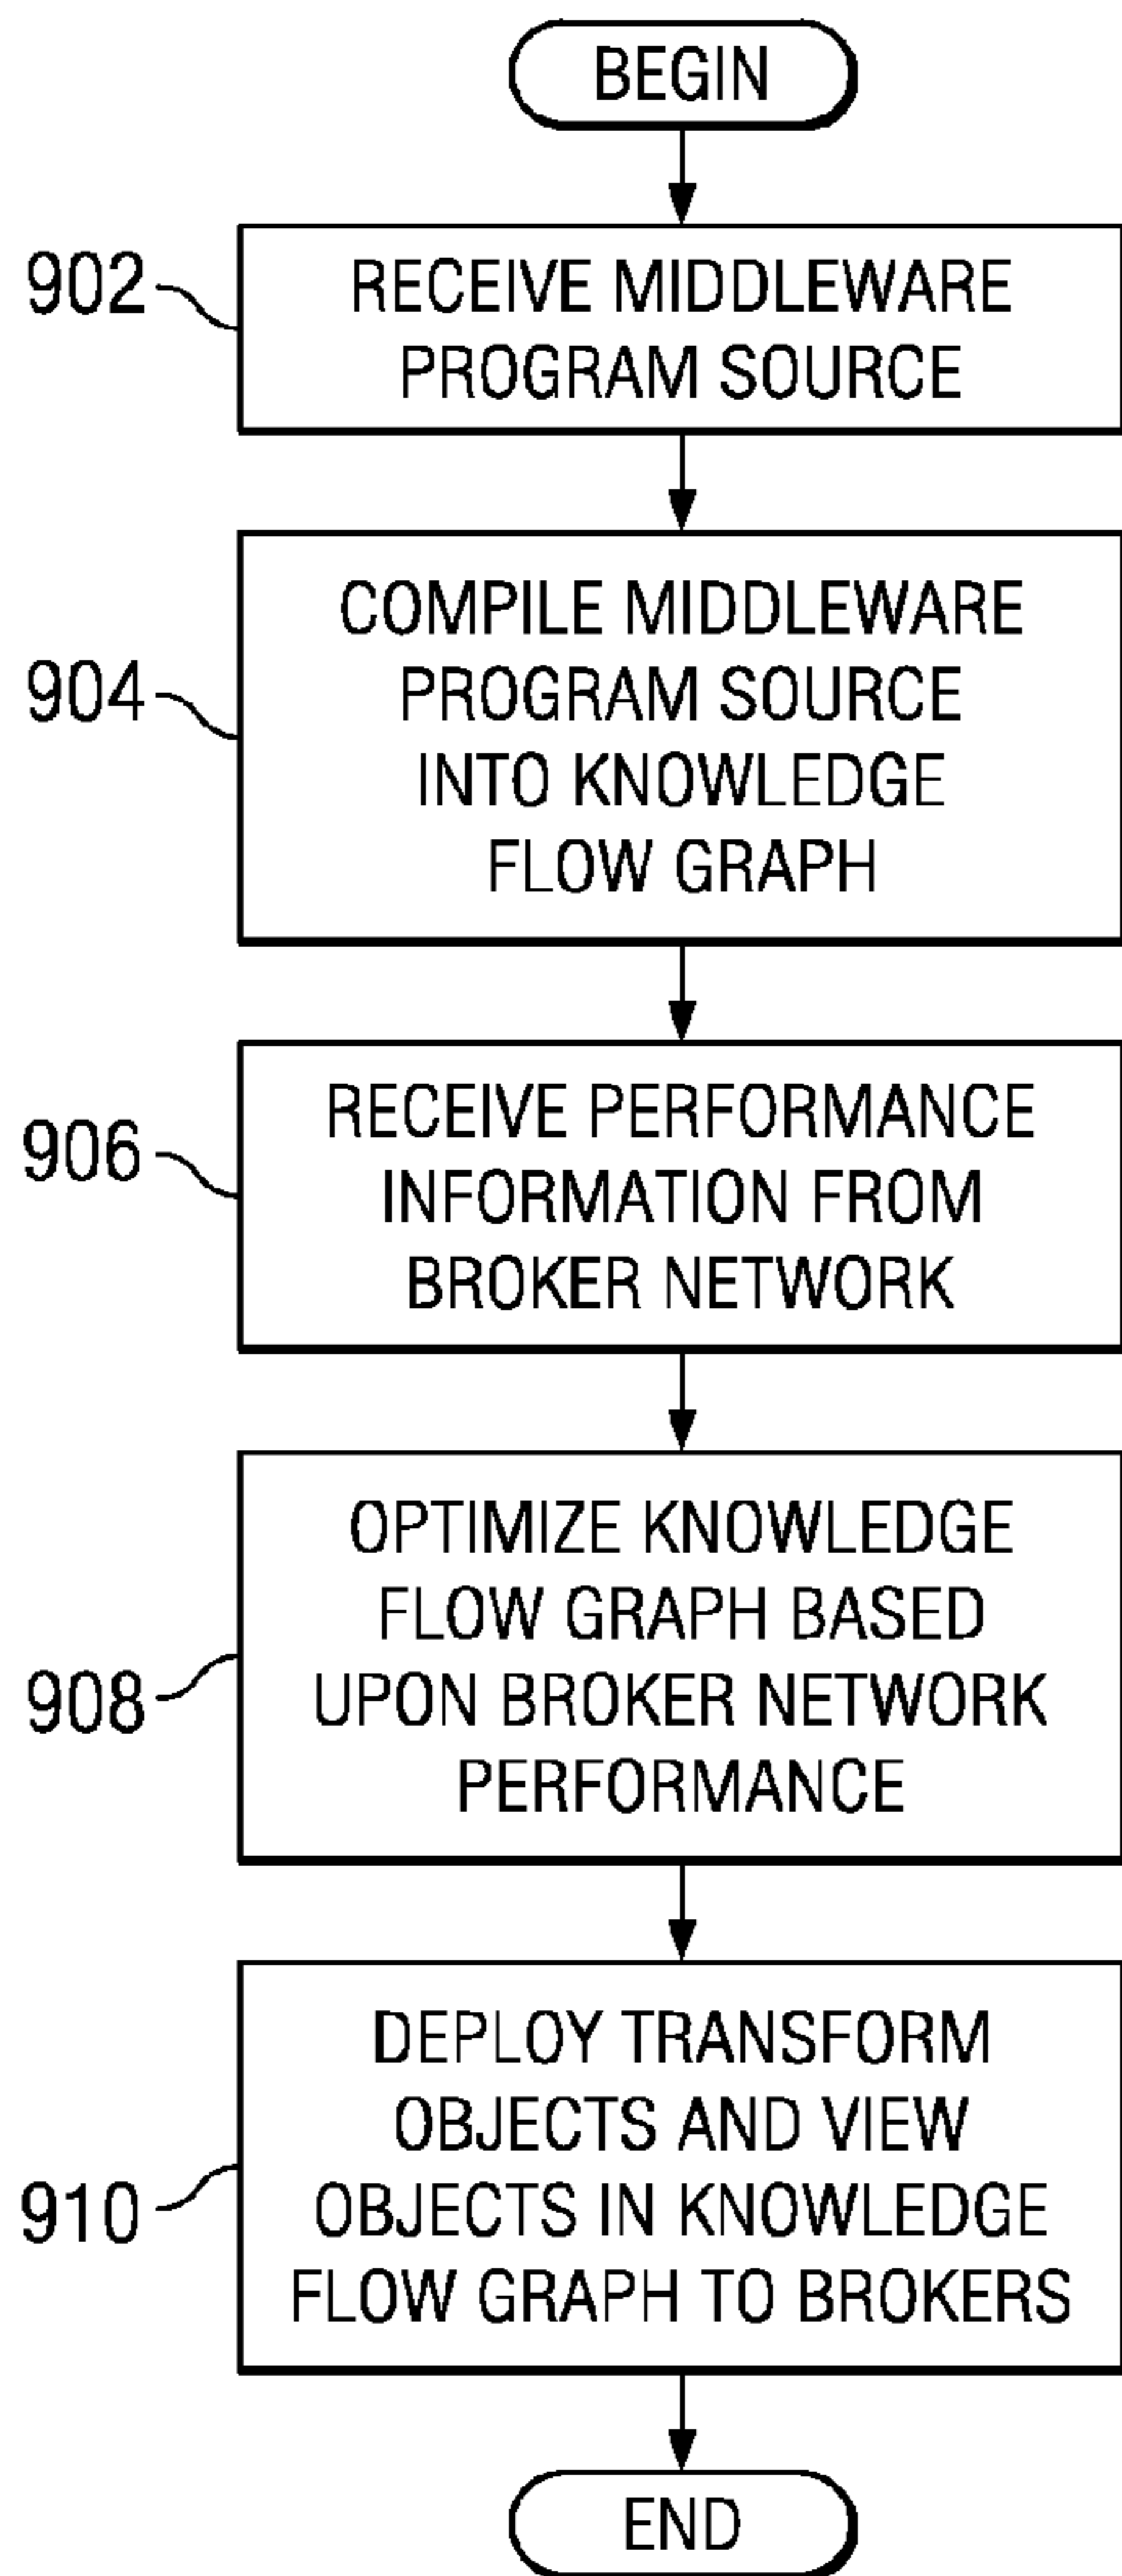 BEGIN
902
RECEIVE MIDDLEWARE
PROGRAM SOURCE
904
COMPILE MIDDLEWARE
PROGRAM SOURCE
INTO KNOWLEDGE
FLOW GRAPH
906
RECEIVE PERFORMANCE
INFORMATION FROM
BROKER NETWORK
908
OPTIMIZE KNOWLEDGE
FLOW GRAPH BASED
UPON BROKER NETWORK
PERFORMANCE
910
DEPLOY TRANSFORM
OBJECTS AND VIEW
OBJECTS IN KNOWLEDGE
FLOW GRAPH TO BROKERS
END